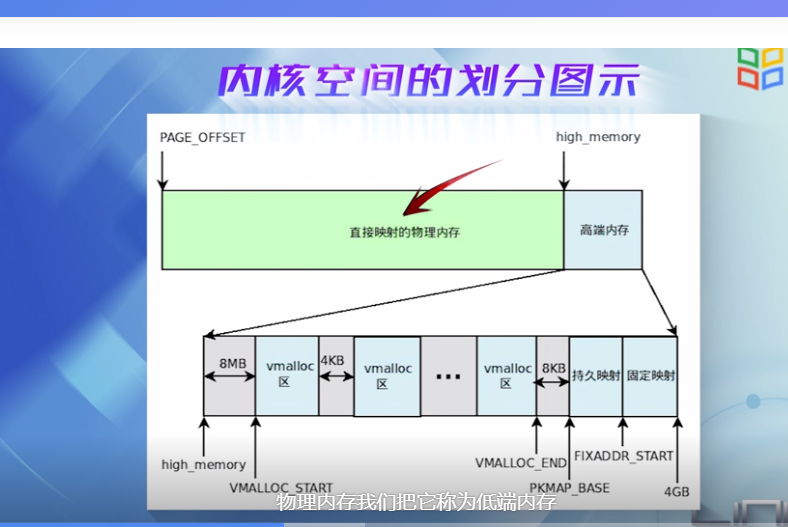 内核空间的划分图示
PAGE_OFFSET
high_memory
直接映射的物理内存
高端内存
8MB
vmalloc
区
4KB
vmalloc
区
...
vmalloc
区
8KB
持久映射
固定映射
high_memory
VMALLOC_START
VMALLOC_END
PKMAP_BASE
FIXADDR_START
4GB
物理内存我们把它称为低端内存